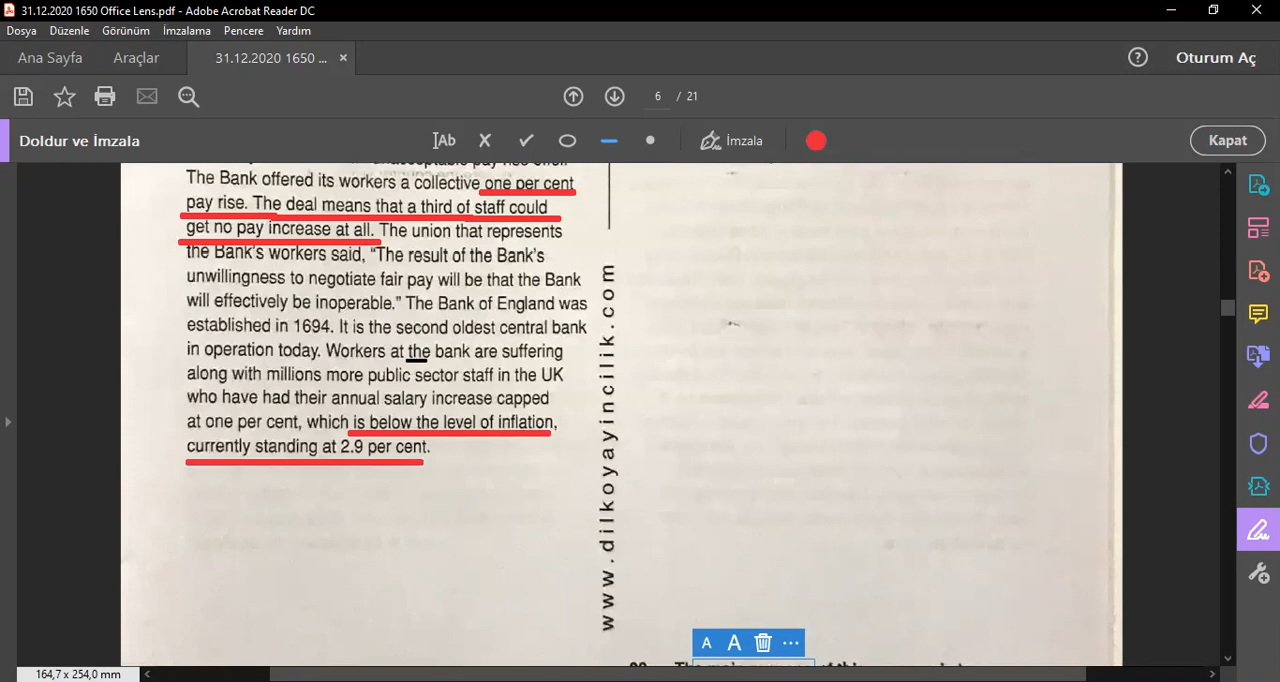 31.12.2020 1650 Office Lens.pdf - Adobe Acrobat Reader DC
Dosya Düzenle Görünüm İmzalama Pencere Yardım
Ana Sayfa Araçlar 31.12.2020 1650 ... × Oturum Aç
6 / 21
Doldur ve İmzala Ab İmzala Kapat
The Bank offered its workers a collective one per cent
pay rise. The deal means that a third of staff could
get no pay increase at all. The union that represents
the Bank's workers said, "The result of the Bank's
unwillingness to negotiate fair pay will be that the Bank
will effectively be inoperable." The Bank of England was
established in 1694. It is the second oldest central bank
in operation today. Workers at the bank are suffering
along with millions more public sector staff in the UK
who have had their annual salary increase capped
at one per cent, which is below the level of inflation,
currently standing at 2.9 per cent.
www.dilkoyayincilik.com
A A ...
164,7 x 254,0 mm